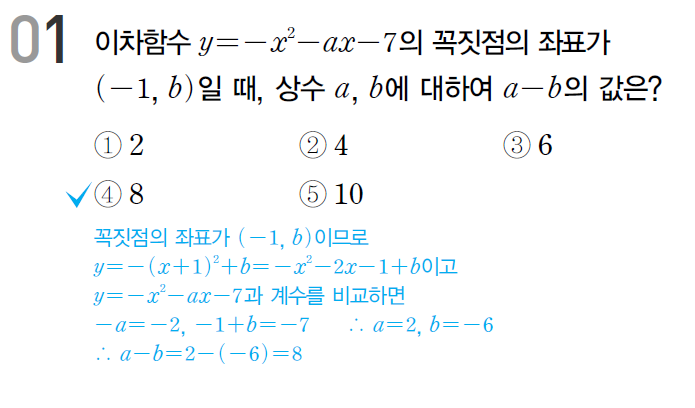 01 이차함수 y=-x²-ax-7의 꼭짓점의 좌표가
(-1, b)일 때, 상수 a, b에 대하여 a-b의 값은?
① 2 ② 4 ③ 6
④ 8 ⑤ 10
꼭짓점의 좌표가 (-1, b)이므로
y=-(x+1)²+b=-x²-2x-1+b이고
y=-x²-ax-7과 계수를 비교하면
-a=-2, -1+b=-7 ∴ a=2, b=-6
∴ a-b=2-(-6)=8